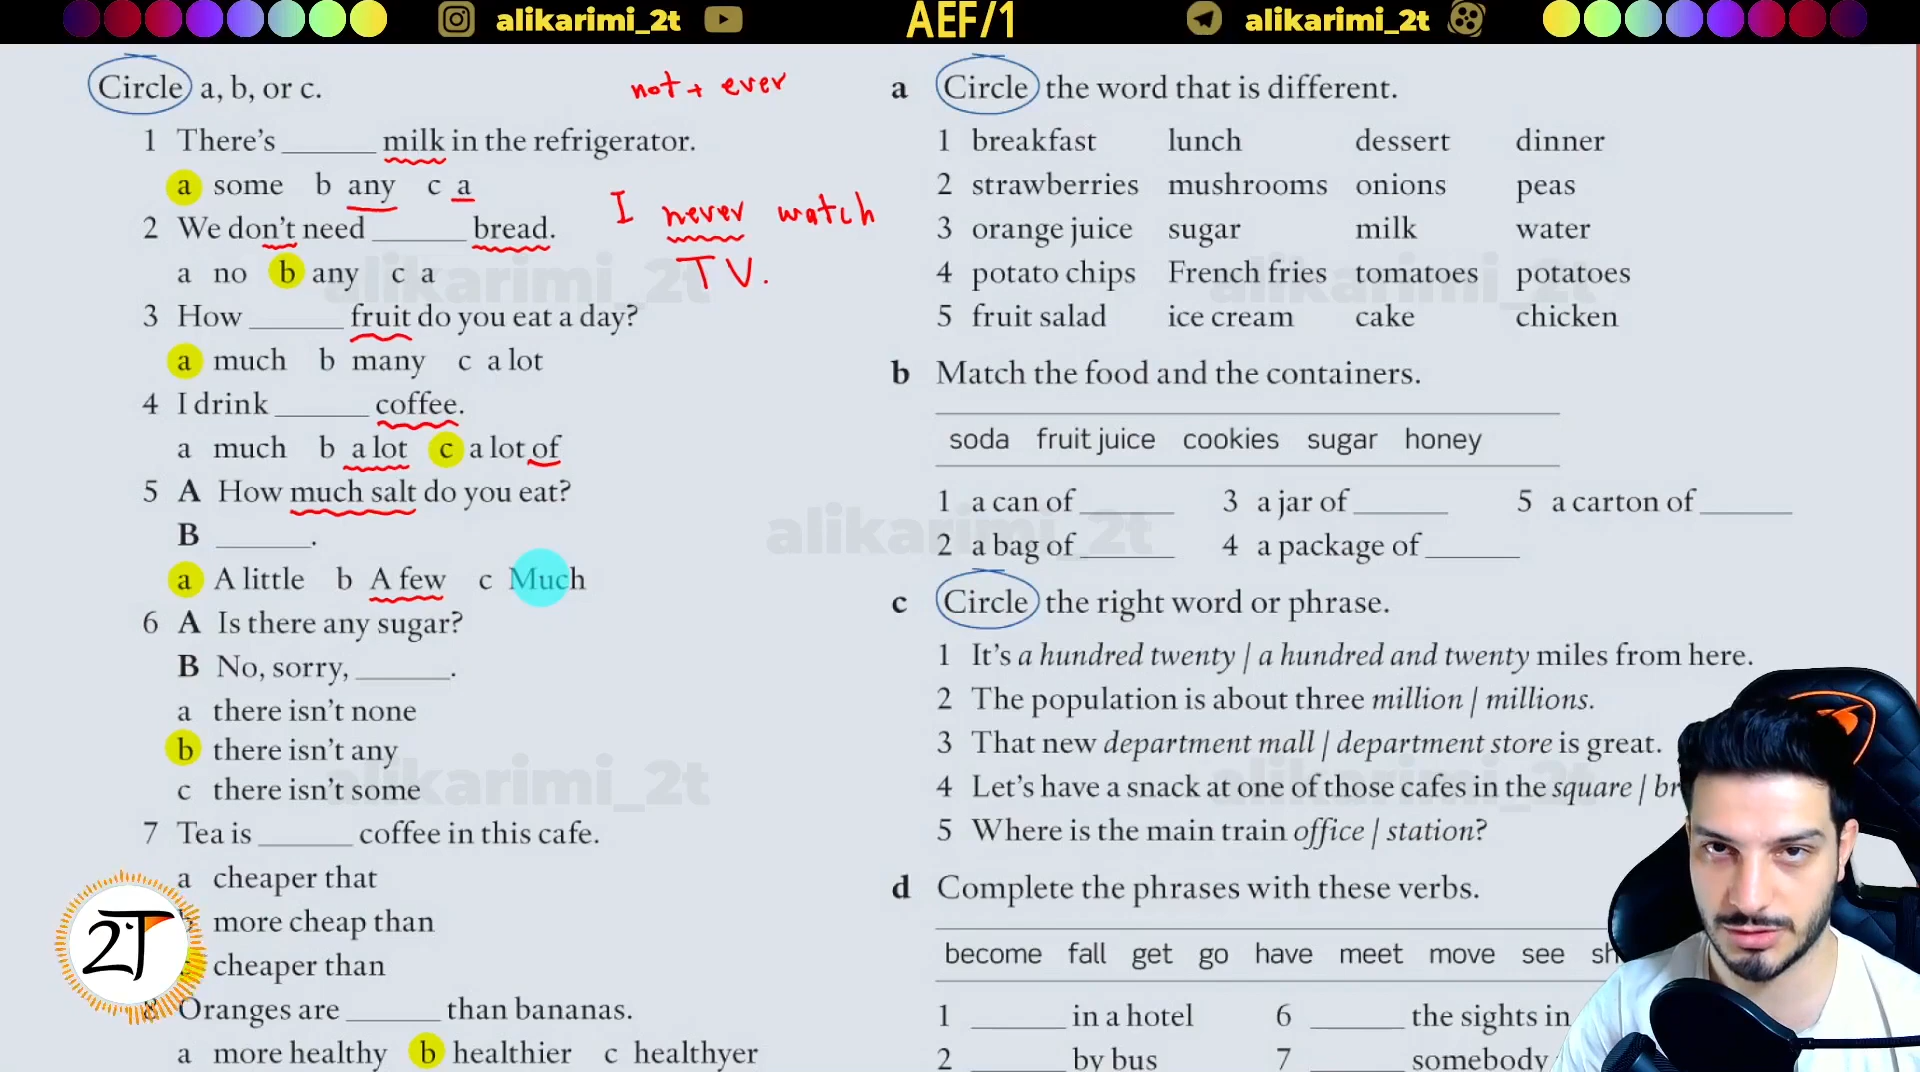 alikarimi_2t
AEF/1
alikarimi_2t
Circle a, b, or c.
not + ever
1 There's ______ milk in the refrigerator.
a some b any c a
I never watch TV.
2 We don't need ______ bread.
a no b any c a
3 How ______ fruit do you eat a day?
a much b many c a lot
4 I drink ______ coffee.
a much b a lot c a lot of
5 A How much salt do you eat?
B ______.
a A little b A few c Much
6 A Is there any sugar?
B No, sorry, ______.
a there isn't none
b there isn't any
c there isn't some
7 Tea is ______ coffee in this cafe.
a cheaper that
more cheap than
cheaper than
2T
8 Oranges are ______ than bananas.
a more healthy b healthier c healthyer
a Circle the word that is different.
1 breakfast lunch dessert dinner
2 strawberries mushrooms onions peas
3 orange juice sugar milk water
4 potato chips French fries tomatoes potatoes
5 fruit salad ice cream cake chicken
b Match the food and the containers.
soda fruit juice cookies sugar honey
1 a can of ______ 3 a jar of ______ 5 a carton of ______
2 a bag of ______ 4 a package of ______
c Circle the right word or phrase.
1 It's a hundred twenty | a hundred and twenty miles from here.
2 The population is about three million | millions.
3 That new department mall | department store is great.
4 Let's have a snack at one of those cafes in the square | br
5 Where is the main train office | station?
d Complete the phrases with these verbs.
become fall get go have meet move see sh
1 ______ in a hotel 6 ______ the sights in
2 ______ by bus 7 ______ somebody
alikarimi_2t
alikarimi_2t
alikarimi_2t
alikarimi_2t
alikarimi_2t